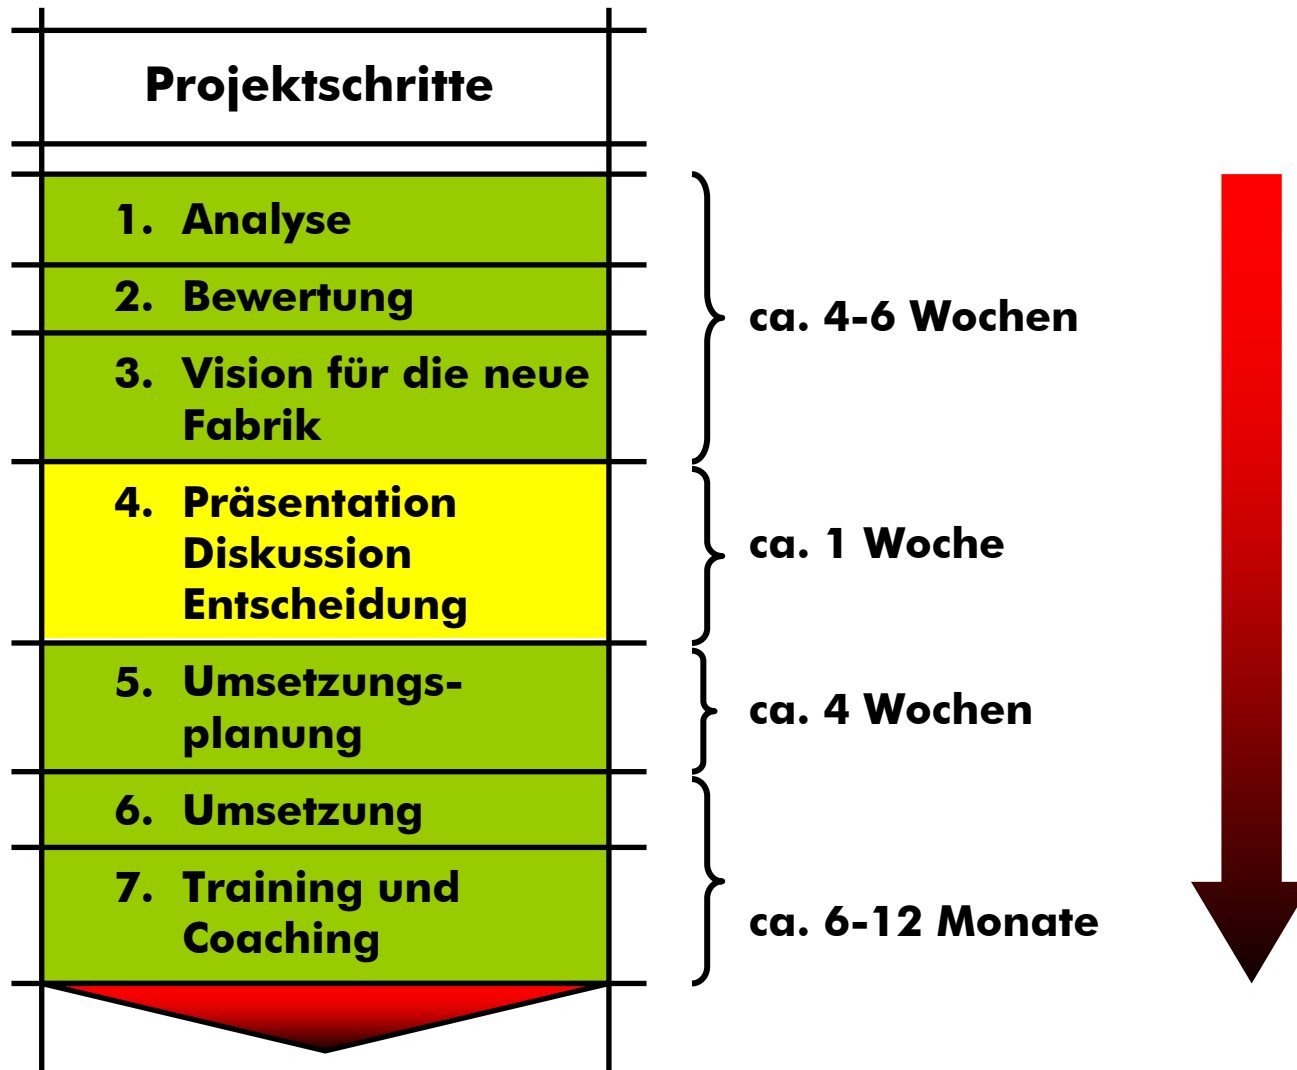 Projektschritte
1. Analyse
2. Bewertung
3. Vision für die neue
Fabrik
ca. 4-6 Wochen
4. Präsentation
Diskussion
Entscheidung
ca. 1 Woche
5. Umsetzungs-
planung
ca. 4 Wochen
6. Umsetzung
7. Training und
Coaching
ca. 6-12 Monate